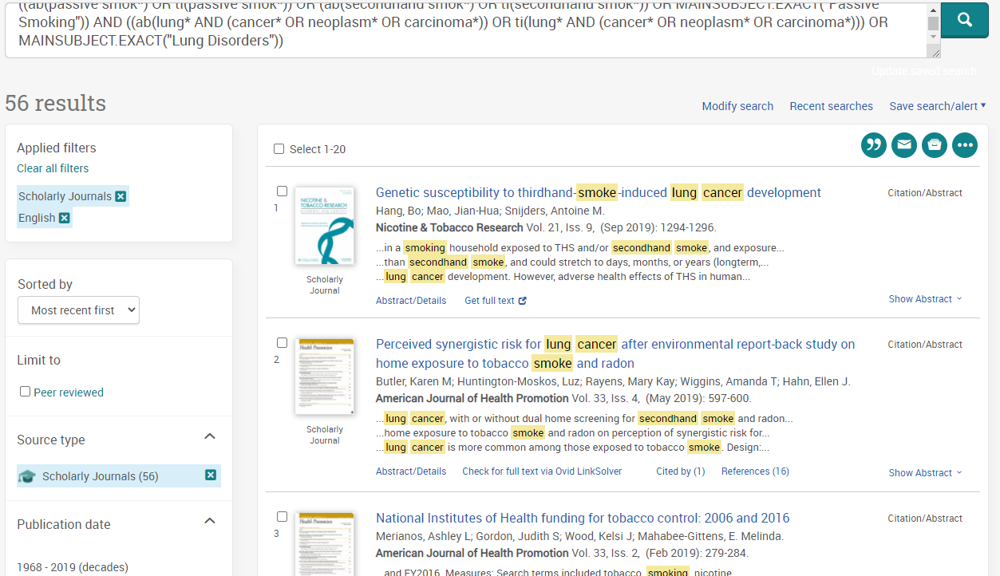 ((ab(passive smok*) OR ti(passive smok*)) OR (ab(secondhand smok*) OR ti(secondhand smok*)) OR MAINSUBJECT.EXACT("Passive
Smoking")) AND ((ab(lung* AND (cancer* OR neoplasm* OR carcinoma*)) OR ti(lung* AND (cancer* OR neoplasm* OR carcinoma*))) OR
MAINSUBJECT.EXACT("Lung Disorders"))
Update saved search
56 results
Modify search Recent searches Save search/alert
Applied filters
Clear all filters
Scholarly Journals
English
Sorted by
Most recent first
Limit to
Peer reviewed
Source type
Scholarly Journals (56)
Publication date
1968 - 2019 (decades)
Select 1-20
1
NICOTINE &
TOBACCO RESEARCH
Scholarly
Journal
Genetic susceptibility to thirdhand-smoke-induced lung cancer development
Citation/Abstract
Hang, Bo; Mao, Jian-Hua; Snijders, Antoine M.
Nicotine & Tobacco Research Vol. 21, Iss. 9, (Sep 2019): 1294-1296.
...in a smoking household exposed to THS and/or secondhand smoke, and exposure...
...than secondhand smoke, and could stretch to days, months, or years (longterm,...
...lung cancer development. However, adverse health effects of THS in human...
Abstract/Details Get full text
Show Abstract
2
Health Promotion
Scholarly
Journal
Perceived synergistic risk for lung cancer after environmental report-back study on
home exposure to tobacco smoke and radon
Citation/Abstract
Butler, Karen M; Huntington-Moskos, Luz; Rayens, Mary Kay; Wiggins, Amanda T; Hahn, Ellen J.
American Journal of Health Promotion Vol. 33, Iss. 4, (May 2019): 597-600.
...lung cancer, with or without dual home screening for secondhand smoke and radon...
...home exposure to tobacco smoke and radon on perception of synergistic risk for...
...lung cancer is more common among those exposed to tobacco smoke. Design:...
Abstract/Details Check for full text via Ovid LinkSolver Cited by (1) References (16)
Show Abstract
3
Health Promotion
National Institutes of Health funding for tobacco control: 2006 and 2016
Citation/Abstract
Merianos, Ashley L; Gordon, Judith S; Wood, Kelsi J; Mahabee-Gittens, E. Melinda.
American Journal of Health Promotion Vol. 33, Iss. 2, (Feb 2019): 279-284.
and FY2016. Measures: Search terms included tobacco, smoking, nicotine